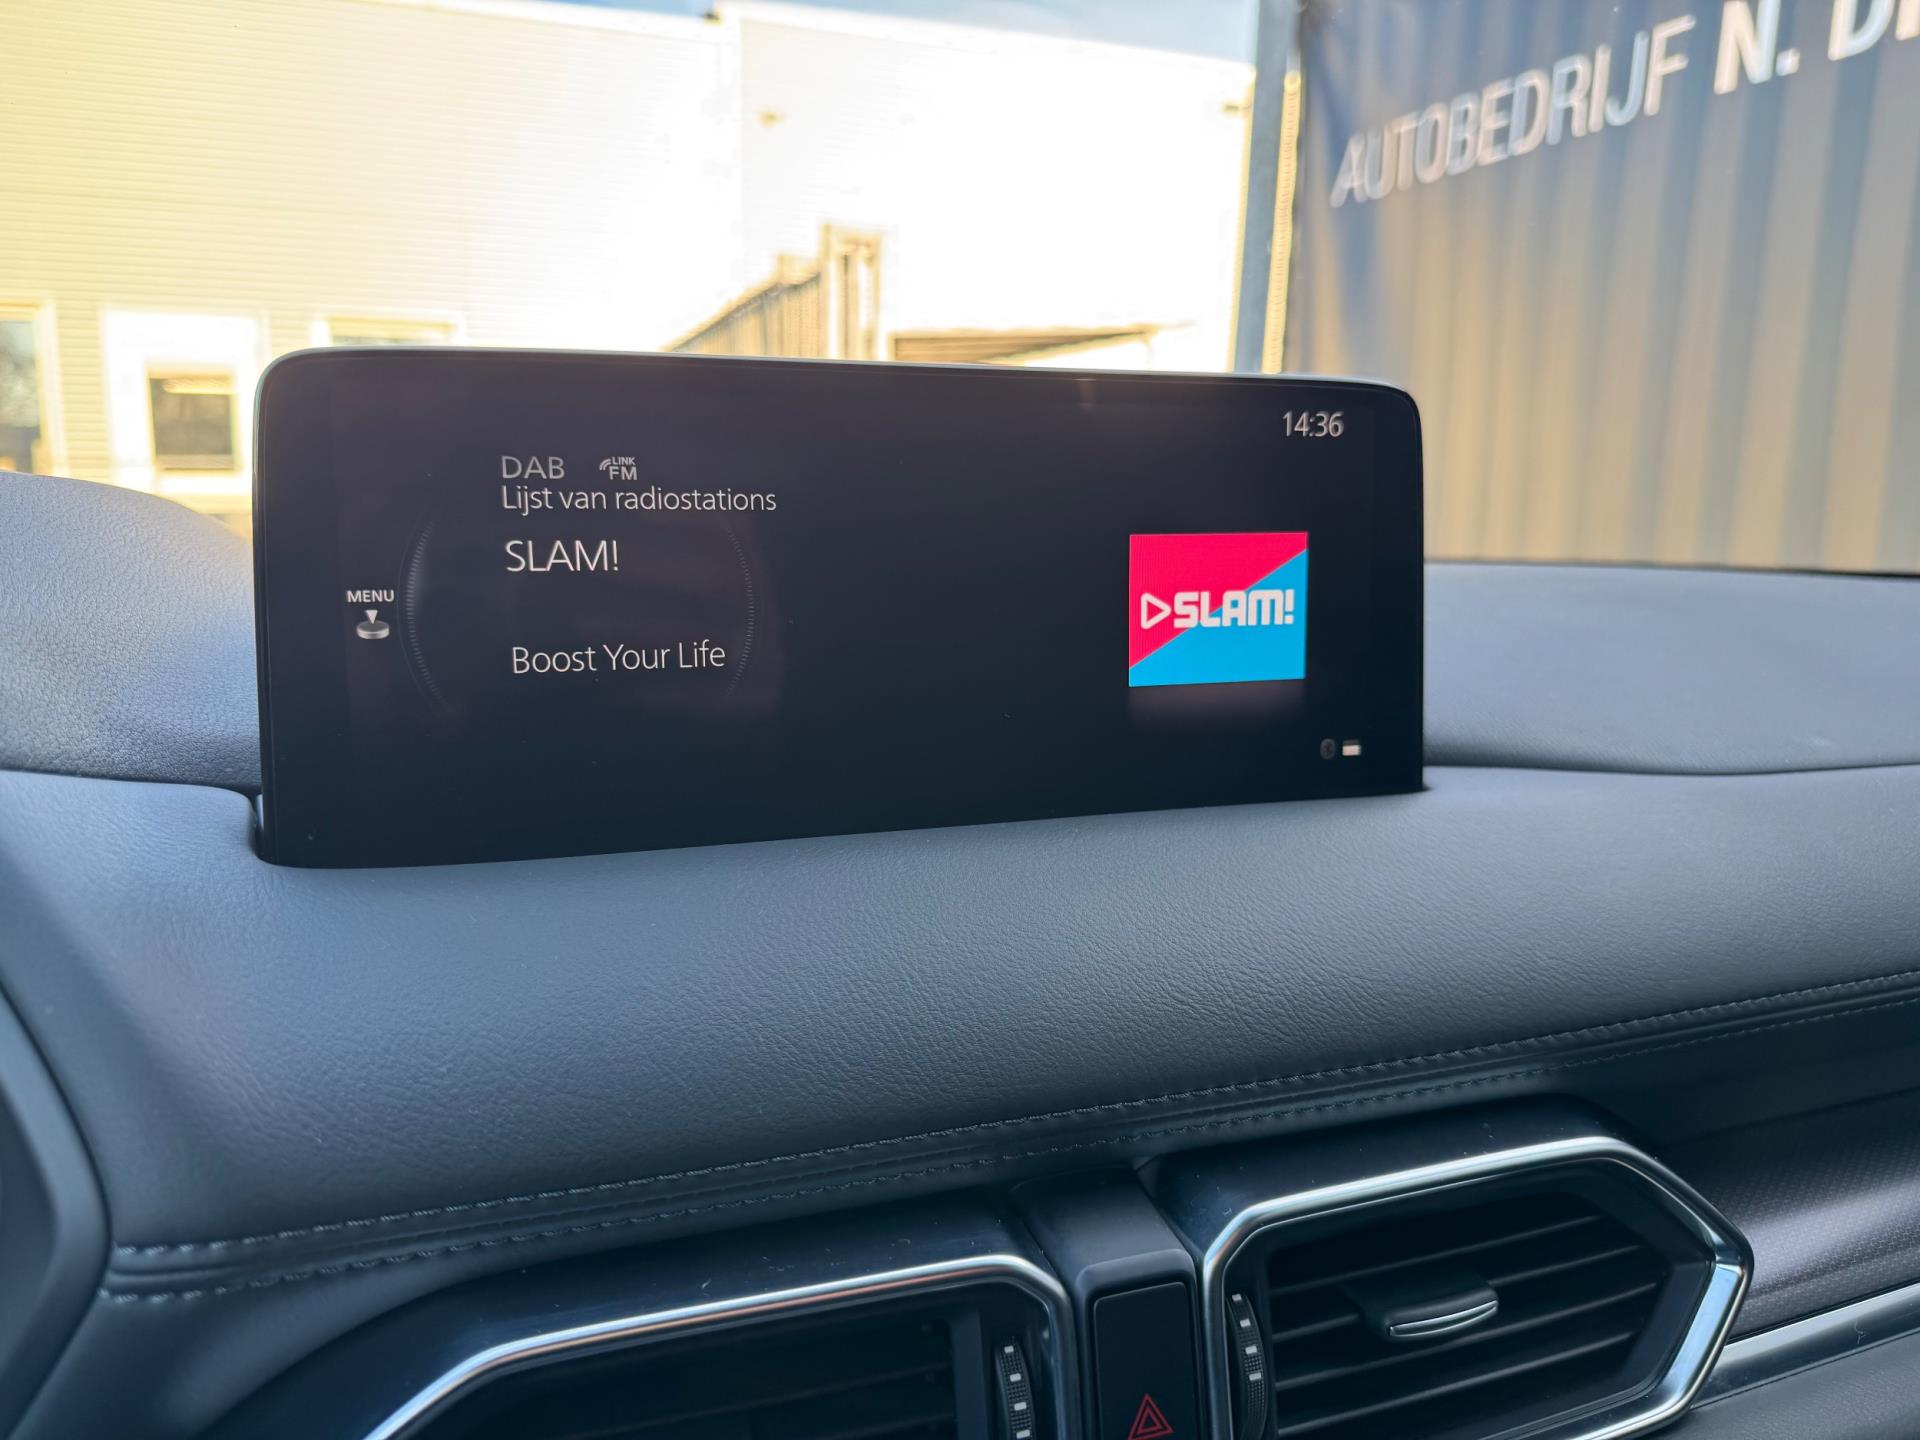 AUTOBEDRIJF N.
14:36
DAB LINK FM
Lijst van radiostations
SLAM!
MENU
SLAM!
Boost Your Life